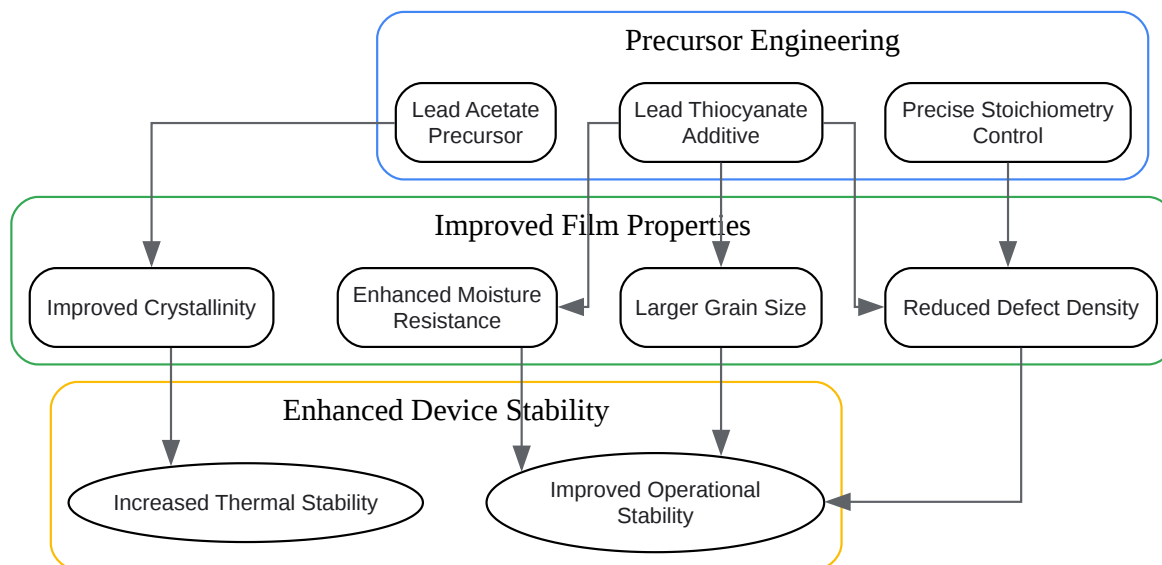 Precursor Engineering
Lead Acetate
Precursor
Lead Thiocyanate
Additive
Precise Stoichiometry
Control
Improved Film Properties
Improved Crystallinity
Enhanced Moisture
Resistance
Larger Grain Size
Reduced Defect Density
Enhanced Device Stability
Increased Thermal Stability
Improved Operational
Stability